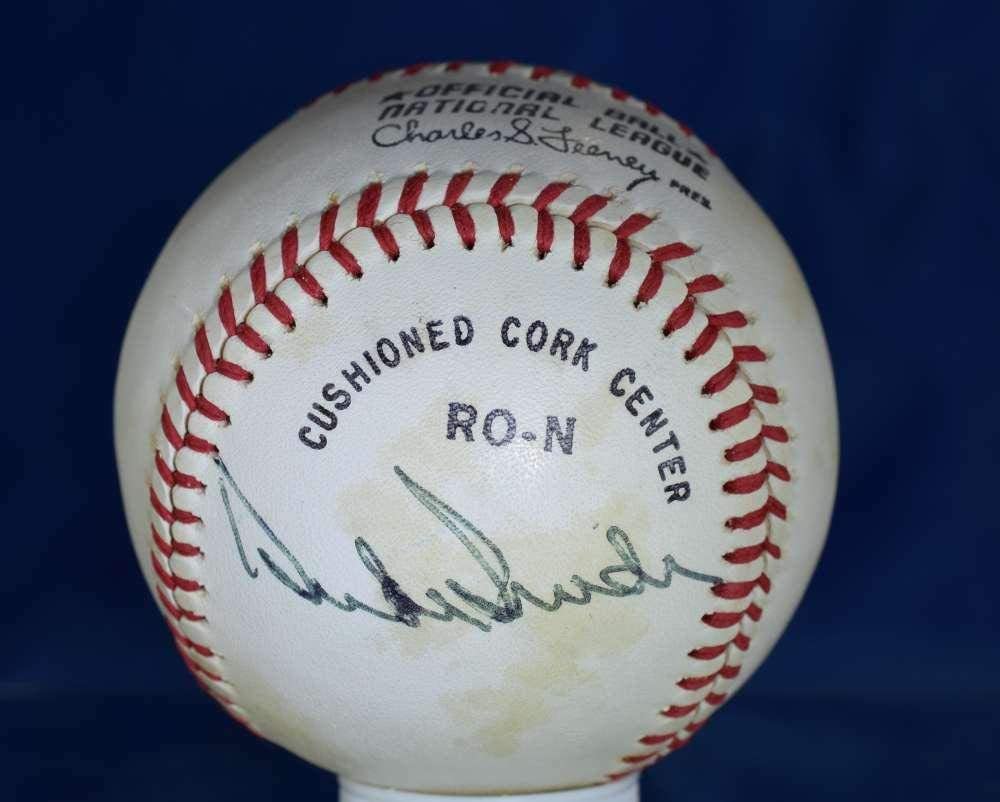 ★OFFICIAL BALL★
NATIONAL LEAGUE
Charles S. Feeney PRES.
CUSHIONED CORK CENTER
RO-N